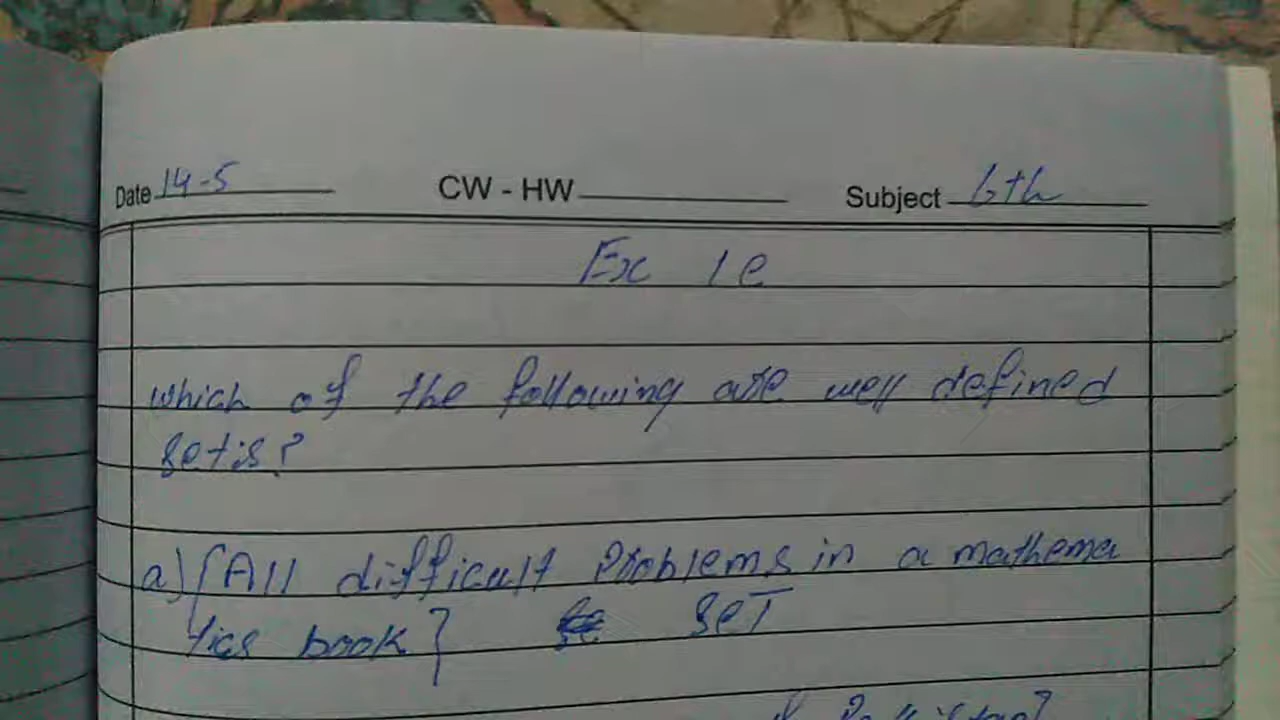 Date 14-5 CW - HW Subject 6th
Ex 1e
which of the following are well defined
sets?
a) {All difficult Problems in a mathema
tics book} SeT